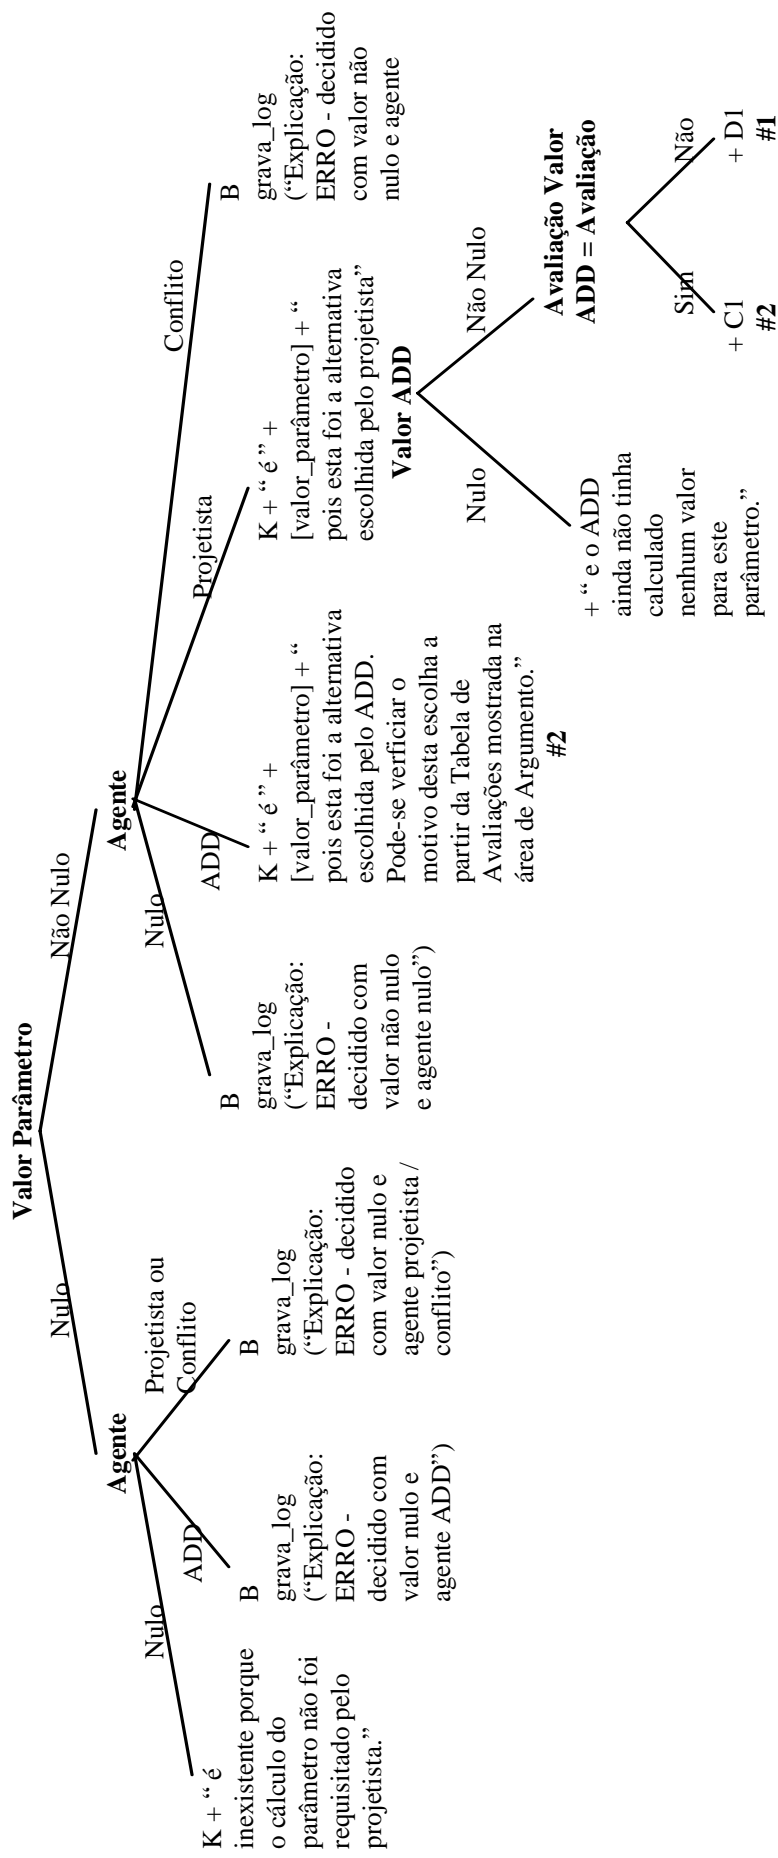 Valor Parâmetro
Nulo
Não Nulo
Agente
Nulo
ADD
Projetista ou
Conflito
K + “ é
inexistente porque
o cálculo do
parâmetro não foi
requisitado pelo
projetista.”
B
grava_log
(“Explicação:
ERRO -
decidido com
valor nulo e
agente ADD”)
B
grava_log
(“Explicação:
ERRO - decidido
com valor nulo e
agente projetista /
conflito”)
Agente
Nulo
ADD
Projetista
Conflito
B
grava_log
(“Explicação:
ERRO -
decidido com
valor não nulo
e agente nulo”)
K + “ é ” +
[valor_parâmetro] + “
pois esta foi a alternativa
escolhida pelo ADD.
Pode-se verficiar o
motivo desta escolha a
partir da Tabela de
Avaliações mostrada na
área de Argumento.”
#2
K + “ é ” +
[valor_parâmetro] + “
pois esta foi a alternativa
escolhida pelo projetista”
B
grava_log
(“Explicação:
ERRO - decidido
com valor não
nulo e agente
Valor ADD
Nulo
Não Nulo
+ “ e o ADD
ainda não tinha
calculado
nenhum valor
para este
parâmetro.”
Avaliação Valor
ADD = Avaliação
Sim
Não
+ C1
#2
+ D1
#1